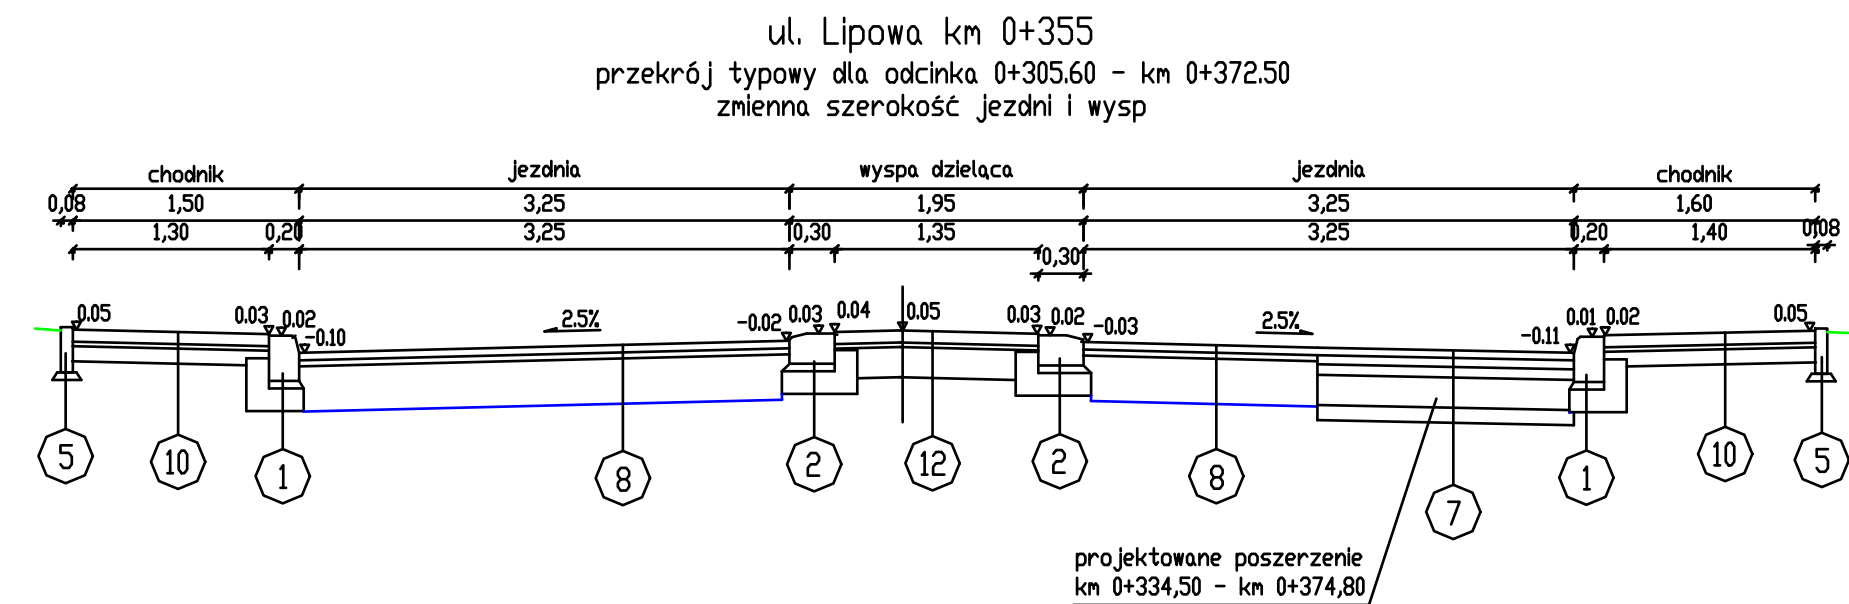 ul. Lipowa km 0+355
przekrój typowy dla odcinka 0+305.60 - km 0+372.50
zmienna szerokość jezdni i wysp
chodnik jezdnia wyspa dzieląca jezdnia chodnik
0,08 1,50 3,25 1,95 3,25 1,60
1,30 0,20 3,25 0,30 1,35 3,25 0,20 1,40 0,08
0,30
0.05 0.03 0.02 -0.10 2.5% -0.02 0.03 0.04 0.05 0.03 0.02 -0.03 2.5% -0.11 0.01 0.02 0.05
5 10 1 8 2 12 2 8 7 1 10 5
projektowane poszerzenie
km 0+334,50 - km 0+374,80